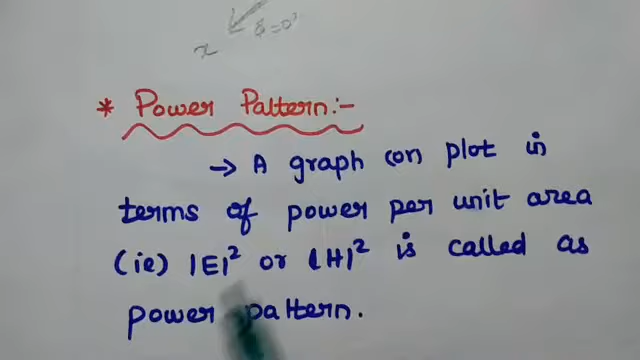 x φ=0°
* Power Pattern:-
→ A graph (or) plot in
terms of power per unit area
(ie) |E|² or |H|² is called as
power pattern.